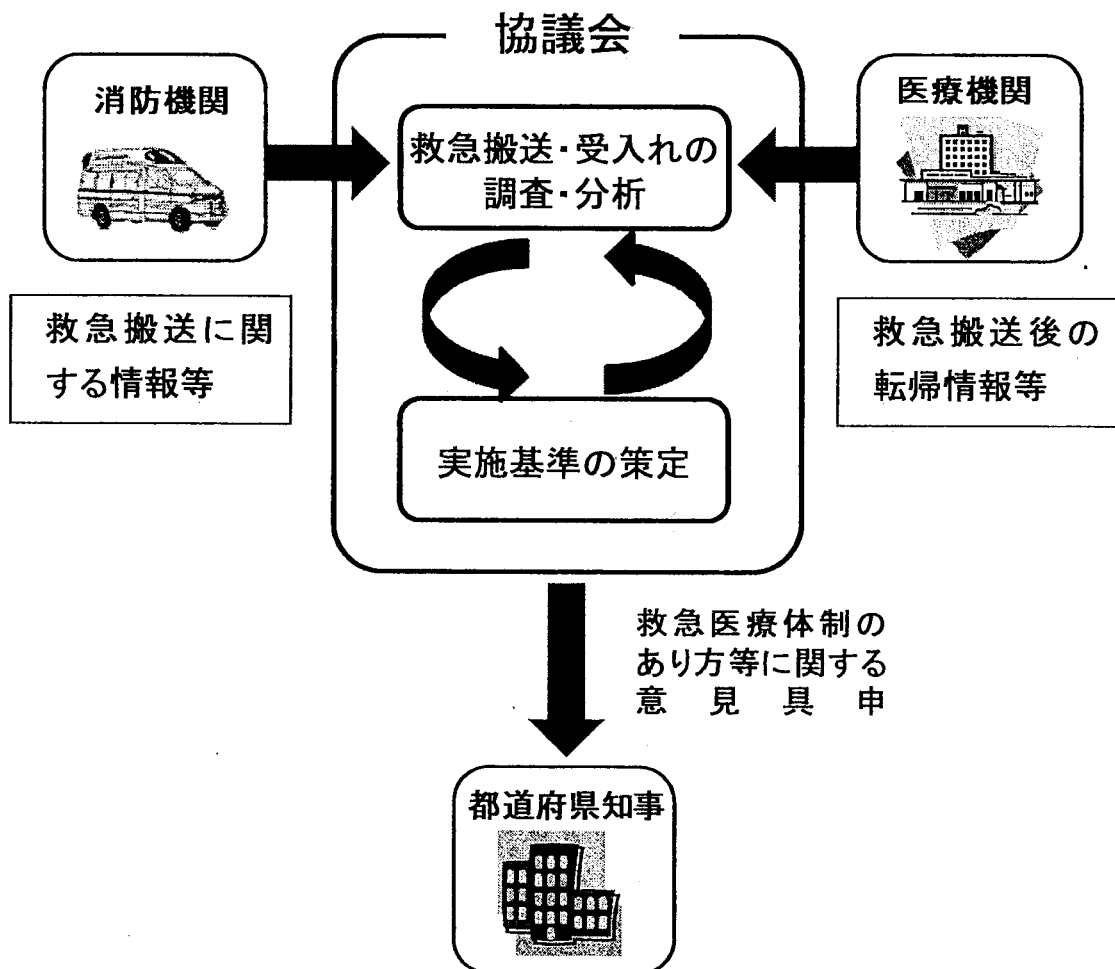 協議会
消防機関
医療機関
救急搬送・受入れの
調査・分析
救急搬送に関
する情報等
救急搬送後の
転帰情報等
実施基準の策定
救急医療体制の
あり方等に関する
意見具申
都道府県知事